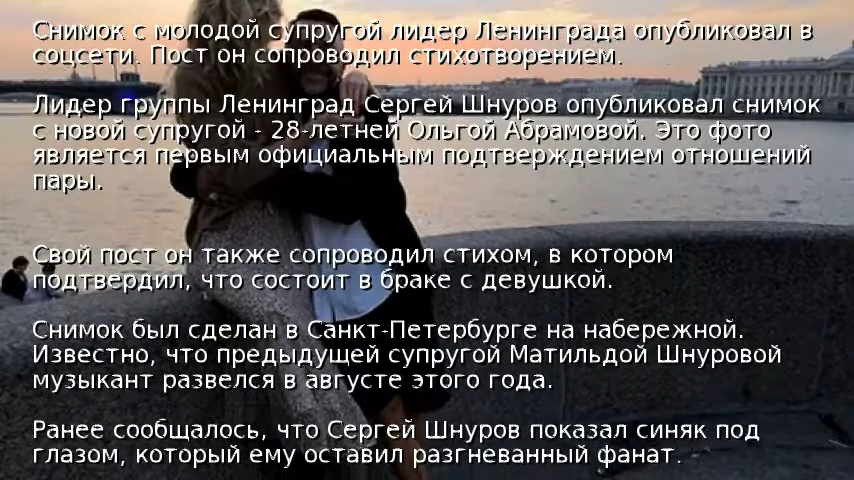 Снимок с молодой супругой лидер Ленинграда опубликовал в
соцсети. Пост он сопроводил стихотворением.
Лидер группы Ленинград Сергей Шнуров опубликовал снимок
с новой супругой - 28-летней Ольгой Абрамовой. Это фото
является первым официальным подтверждением отношений
пары.
Свой пост он также сопроводил стихом, в котором
подтвердил, что состоит в браке с девушкой.
Снимок был сделан в Санкт-Петербурге на набережной.
Известно, что предыдущей супругой Матильдой Шнуровой
музыкант развелся в августе этого года.
Ранее сообщалось, что Сергей Шнуров показал синяк под
глазом, который ему оставил разгневанный фанат.